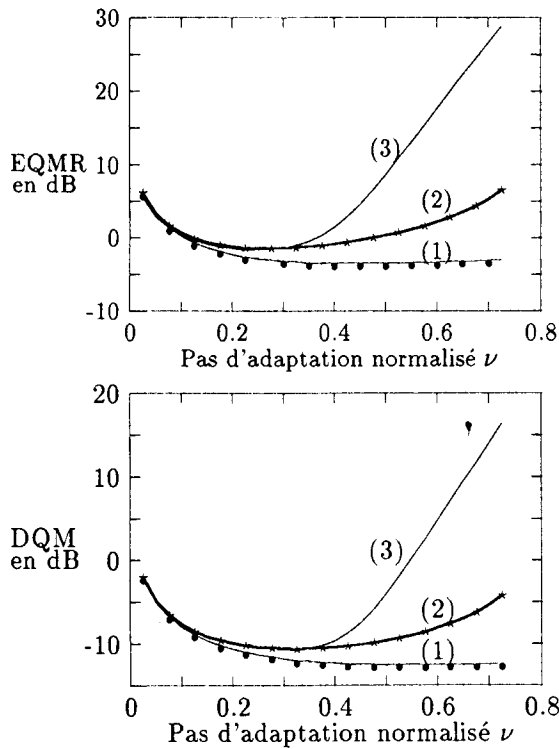 30
20
10
0
-10
EQMR
en dB
(3)
(2)
(1)
0 0.2 0.4 0.6 0.8
Pas d'adaptation normalisé ν
20
15
10
5
0
-10
DQM
en dB
(3)
(2)
(1)
0 0.2 0.4 0.6 0.8
Pas d'adaptation normalisé ν